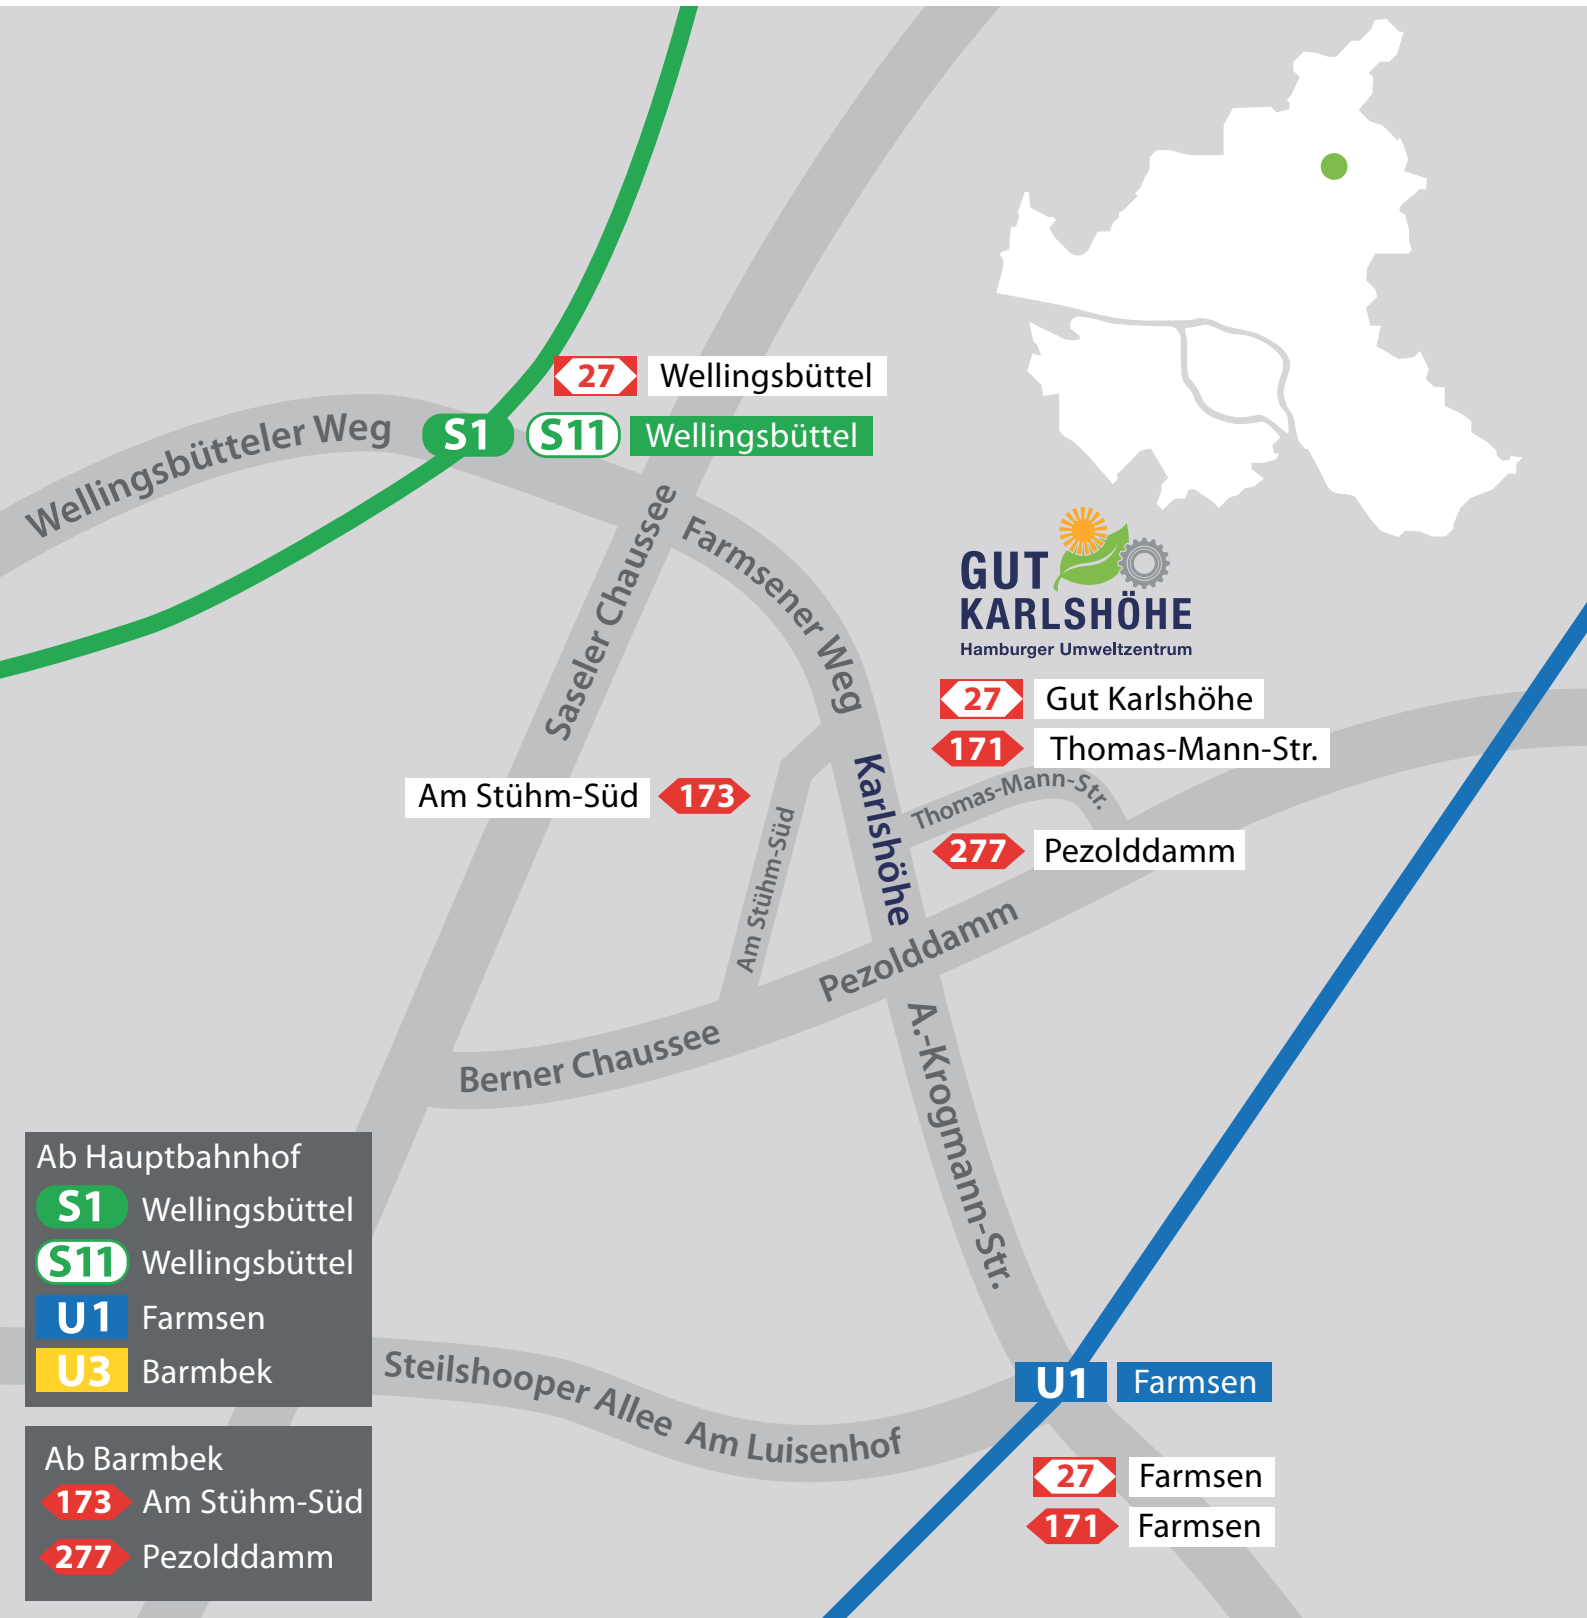 27 Wellingsbüttel
S1 S11 Wellingsbüttel
Wellingsbütteler Weg
Saseler Chaussee
Farmsener Weg
GUT
KARLSHÖHE
Hamburger Umweltzentrum
27 Gut Karlshöhe
171 Thomas-Mann-Str.
Thomas-Mann-Str.
Am Stühm-Süd 173
Am Stühm-Süd
Karlshöhe
277 Pezolddamm
Pezolddamm
Berner Chaussee
A.-Krogmann-Str.
Ab Hauptbahnhof
S1 Wellingsbüttel
S11 Wellingsbüttel
U1 Farmsen
U3 Barmbek
Ab Barmbek
173 Am Stühm-Süd
277 Pezolddamm
Steilshooper Allee Am Luisenhof
U1 Farmsen
27 Farmsen
171 Farmsen